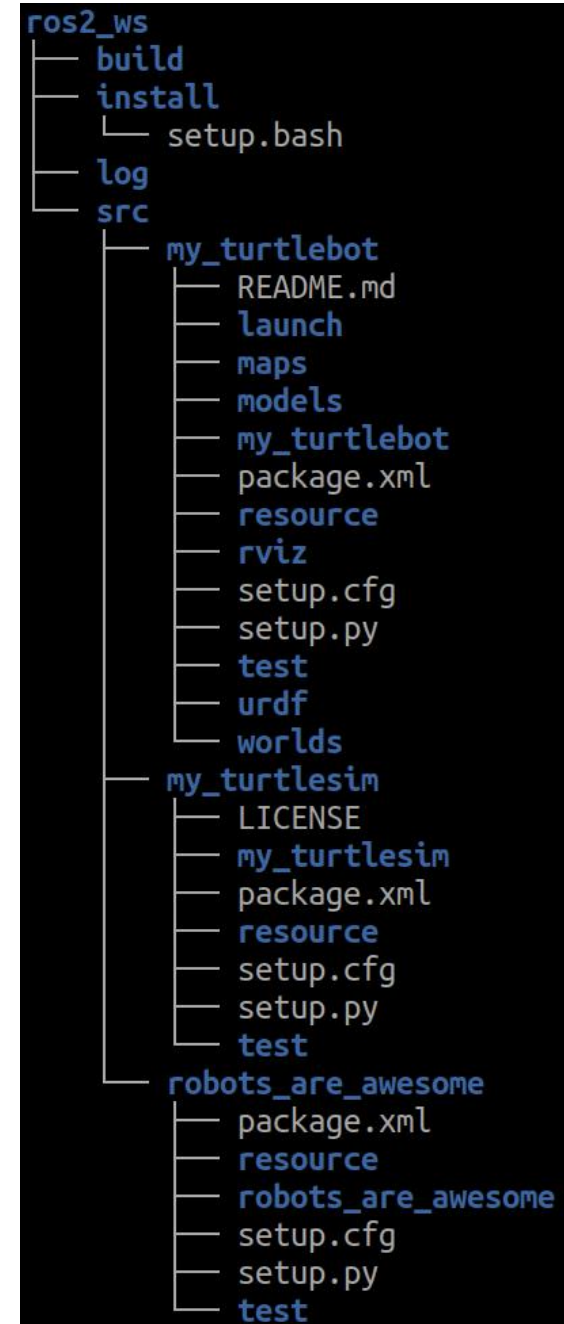 ros2_ws
build
install
setup.bash
log
src
my_turtlebot
README.md
launch
maps
models
my_turtlebot
package.xml
resource
rviz
setup.cfg
setup.py
test
urdf
worlds
my_turtlesim
LICENSE
my_turtlesim
package.xml
resource
setup.cfg
setup.py
test
robots_are_awesome
package.xml
resource
robots_are_awesome
setup.cfg
setup.py
test